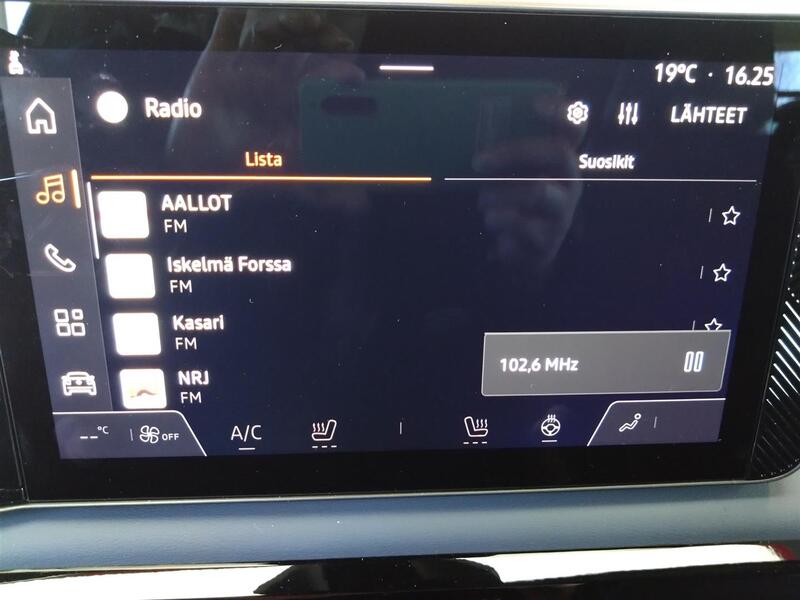 19°C · 16.25
Radio
LÄHTEET
Lista
Suosikit
AALLOT
FM
Iskelmä Forssa
FM
Kasari
FM
NRJ
FM
102,6 MHz
--°C
OFF
A/C